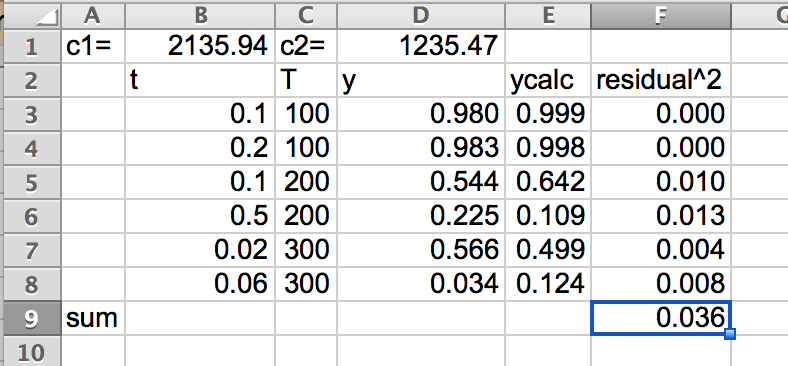 A B C D E F
1 c1= 2135.94 c2= 1235.47
2 t T y ycalc residual^2
3 0.1 100 0.980 0.999 0.000
4 0.2 100 0.983 0.998 0.000
5 0.1 200 0.544 0.642 0.010
6 0.5 200 0.225 0.109 0.013
7 0.02 300 0.566 0.499 0.004
8 0.06 300 0.034 0.124 0.008
9 sum 0.036
10